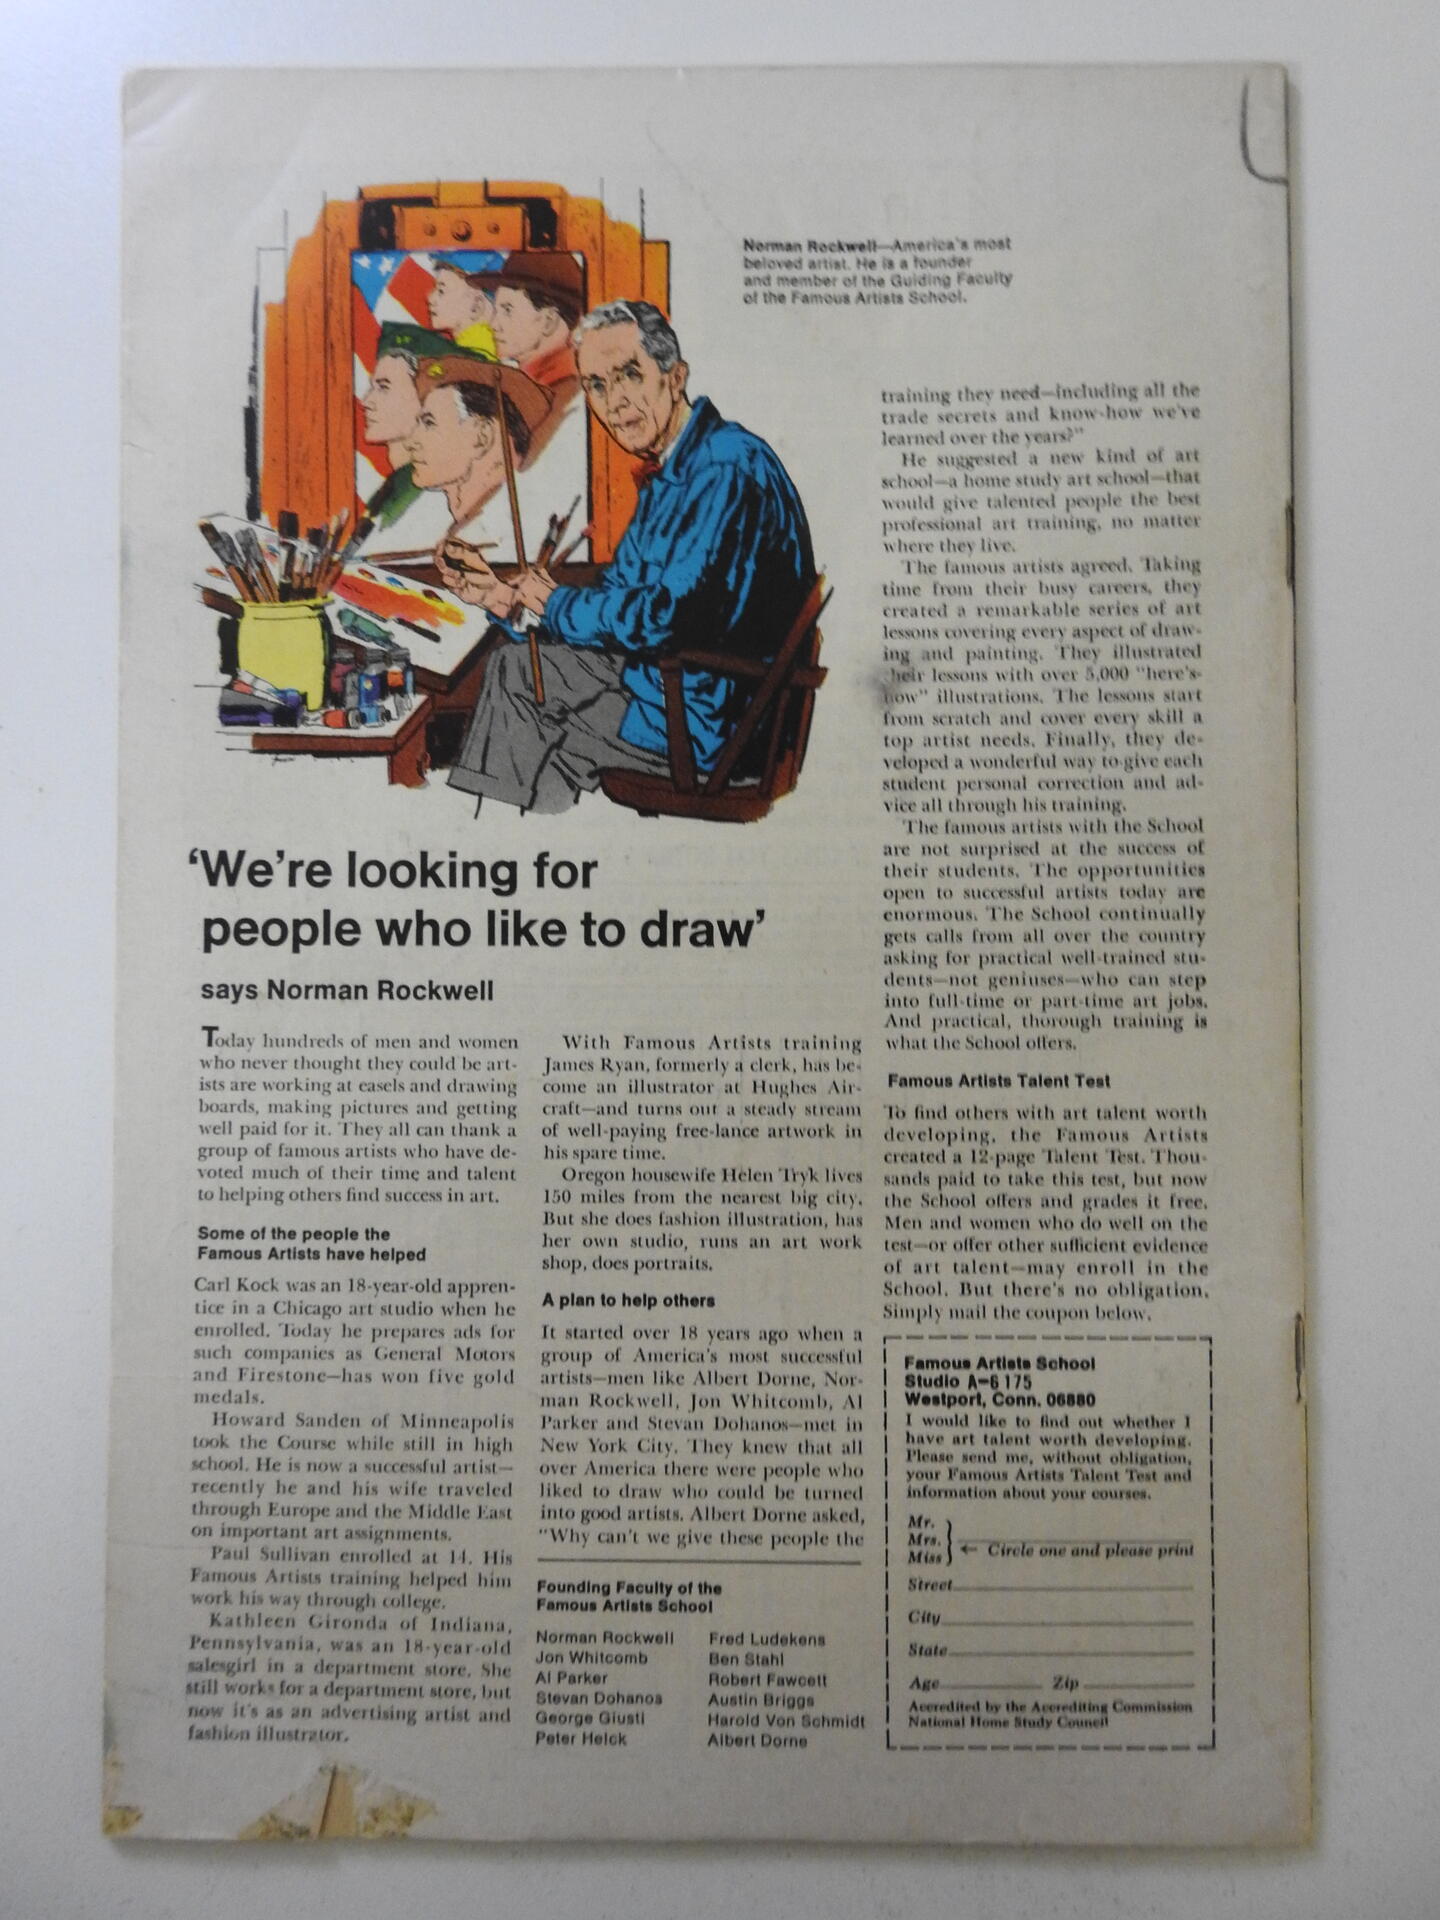 Norman Rockwell—America's most
beloved artist. He is a founder
and member of the Guiding Faculty
of the Famous Artists School.
'We're looking for
people who like to draw'
says Norman Rockwell
Today hundreds of men and women
who never thought they could be art-
ists are working at easels and drawing
boards, making pictures and getting
well paid for it. They all can thank a
group of famous artists who have de-
voted much of their time and talent
to helping others find success in art.
Some of the people the
Famous Artists have helped
Carl Kock was an 18-year-old appren-
tice in a Chicago art studio when he
enrolled. Today he prepares ads for
such companies as General Motors
and Firestone—has won five gold
medals.
Howard Sanden of Minneapolis
took the Course while still in high
school. He is now a successful artist—
recently he and his wife traveled
through Europe and the Middle East
on important art assignments.
Paul Sullivan enrolled at 14. His
Famous Artists training helped him
work his way through college.
Kathleen Gironda of Indiana,
Pennsylvania, was an 18-year-old
salesgirl in a department store. She
still works for a department store, but
now it's as an advertising artist and
fashion illustrator.
With Famous Artists training
James Ryan, formerly a clerk, has be-
come an illustrator at Hughes Air-
craft—and turns out a steady stream
of well-paying free-lance artwork in
his spare time.
Oregon housewife Helen Tryk lives
150 miles from the nearest big city.
But she does fashion illustration, has
her own studio, runs an art work
shop, does portraits.
A plan to help others
It started over 18 years ago when a
group of America's most successful
artists—men like Albert Dorne, Nor-
man Rockwell, Jon Whitcomb, Al
Parker and Stevan Dohanos—met in
New York City. They knew that all
over America there were people who
liked to draw who could be turned
into good artists. Albert Dorne asked,
"Why can't we give these people the
training they need—including all the
trade secrets and know-how we've
learned over the years?"
He suggested a new kind of art
school—a home study art school—that
would give talented people the best
professional art training, no matter
where they live.
The famous artists agreed. Taking
time from their busy careers, they
created a remarkable series of art
lessons covering every aspect of draw-
ing and painting. They illustrated
their lessons with over 5,000 "here's-
how" illustrations. The lessons start
from scratch and cover every skill a
top artist needs. Finally, they de-
veloped a wonderful way to give each
student personal correction and ad-
vice all through his training.
The famous artists with the School
are not surprised at the success of
their students. The opportunities
open to successful artists today are
enormous. The School continually
gets calls from all over the country
asking for practical well-trained stu-
dents—not geniuses—who can step
into full-time or part-time art jobs.
And practical, thorough training is
what the School offers.
Famous Artists Talent Test
To find others with art talent worth
developing, the Famous Artists
created a 12-page Talent Test. Thou-
sands paid to take this test, but now
the School offers and grades it free.
Men and women who do well on the
test—or offer other sufficient evidence
of art talent—may enroll in the
School. But there's no obligation.
Simply mail the coupon below.
Founding Faculty of the
Famous Artists School
Norman Rockwell
Jon Whitcomb
Al Parker
Stevan Dohanos
George Giusti
Peter Helck
Fred Ludekens
Ben Stahl
Robert Fawcett
Austin Briggs
Harold Von Schmidt
Albert Dorne
Famous Artists School
Studio A-6175
Westport, Conn. 06880
I would like to find out whether I
have art talent worth developing.
Please send me, without obligation,
your Famous Artists Talent Test and
information about your courses.
Mr.
Mrs.
Miss
← Circle one and please print
Street
City
State
Age Zip
Accredited by the Accrediting Commission
National Home Study Council